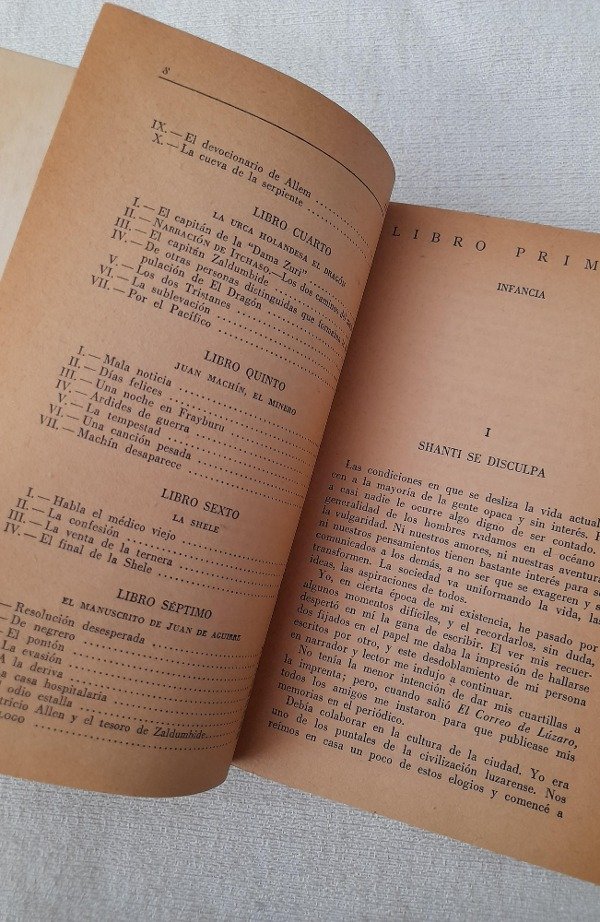 8
IX. — El devocionario de Allem ..........
X. — La cueva de la serpiente ..........
LIBRO CUARTO
LA URCA HOLANDESA EL DRAGÓN
I. — El capitán de la "Dama Zuri" ..........
II. — NARRACIÓN DE ITCHASO.—Los dos caminos
III. — El capitán Zaldumbide ..........
IV. — De otras personas distinguidas que
pulación de El Dragón
V. — Los dos Tristanes ..........
VI. — La sublevación ..........
VII. — Por el Pacífico ..........
LIBRO QUINTO
JUAN MACHÍN, EL MINERO
I. — Mala noticia ..........
II. — Días felices ..........
III. — Una noche en Frayburu ..........
IV. — Ardides de guerra ..........
V. — La tempestad ..........
VI. — Una canción pesada ..........
VII. — Machín desaparece ..........
LIBRO SEXTO
LA SHELE
I. — Habla el médico viejo ..........
II. — La confesión ..........
III. — La venta de la ternera ..........
IV. — El final de la Shele ..........
LIBRO SÉPTIMO
EL MANUSCRITO DE JUAN DE AGUIRRE
— Resolución desesperada ..........
— De negrero ..........
El pontón ..........
La evasión ..........
A la deriva ..........
a casa hospitalaria ..........
odio estalla ..........
tricio Allen y el tesoro de Zaldumbide ..........
LOGO ..........
LIBRO PRIM
INFANCIA
I
SHANTI SE DISCULPA
Las condiciones en que se desliza la vida actual
cen a la mayoría de la gente opaca y sin interés.
a casi nadie le ocurre algo digno de ser contado.
generalidad de los hombres nadamos en el océano
la vulgaridad. Ni nuestros amores, ni nuestras aventura
ni nuestros pensamientos tienen bastante interés para se
comunicados a los demás, a no ser que se exageren y s
transformen. La sociedad va uniformando la vida, las
ideas, las aspiraciones de todos.
Yo, en cierta época de mi existencia, he pasado por
algunos momentos difíciles, y el recordarlos, sin duda,
despertó en mí la gana de escribir. El ver mis recuer-
dos fijados en el papel me daba la impresión de hallarse
escritos por otro, y este desdoblamiento de mi persona
en narrador y lector me indujo a continuar.
No tenía la menor intención de dar mis cuartillas a
la imprenta; pero, cuando salió El Correo de Lúzaro,
todos los amigos me instaron para que publicase mis
memorias en el periódico.
Debía colaborar en la cultura de la ciudad. Yo era
uno de los puntales de la civilización luzarense. Nos
reímos en casa un poco de estos elogios y comencé a